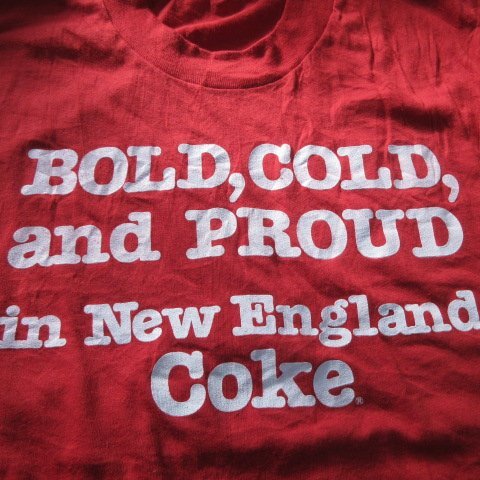 BOLD, COLD,
and PROUD
in New England
Coke®